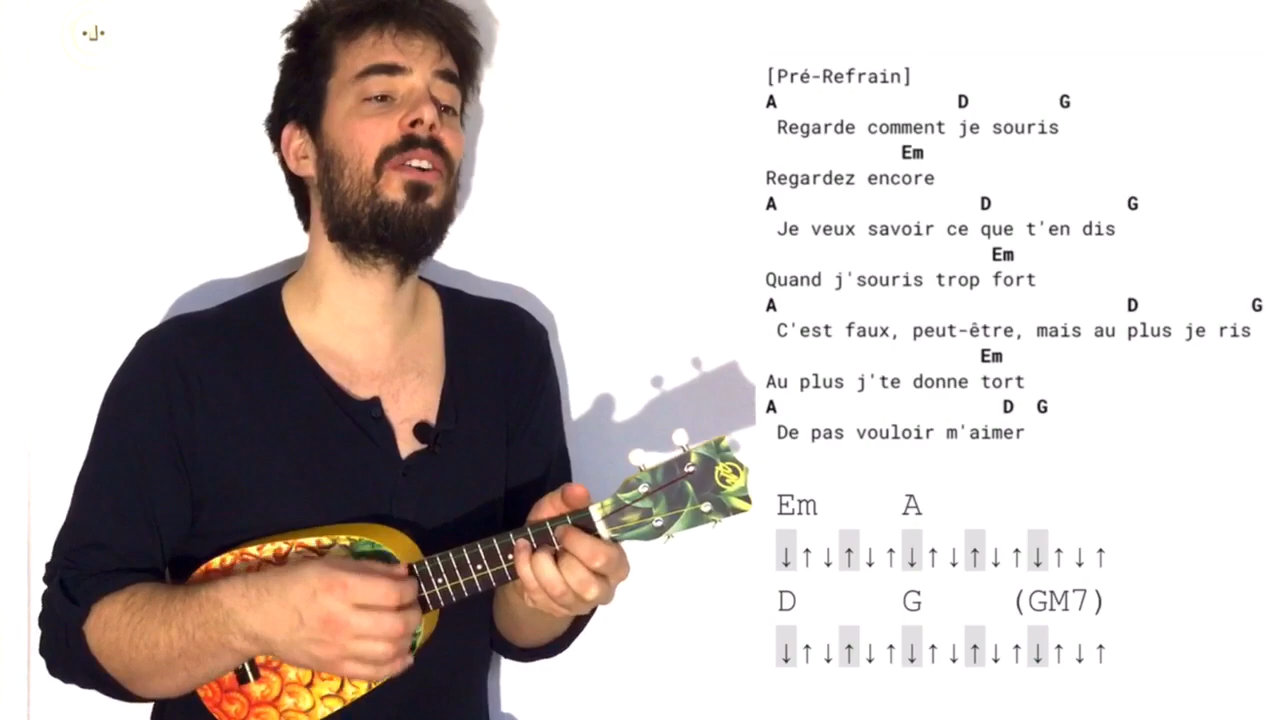 [Pré-Refrain]
A D G
Regarde comment je souris
Em
Regardez encore
A D G
Je veux savoir ce que t'en dis
Em
Quand j'souris trop fort
A D G
C'est faux, peut-être, mais au plus je ris
Em
Au plus j'te donne tort
A D G
De pas vouloir m'aimer
Em A
↓↑↓↑↓↑↓↑↓↑↓↑↓↑↓↑
D G (GM7)
↓↑↓↑↓↑↓↑↓↑↓↑↓↑↓↑